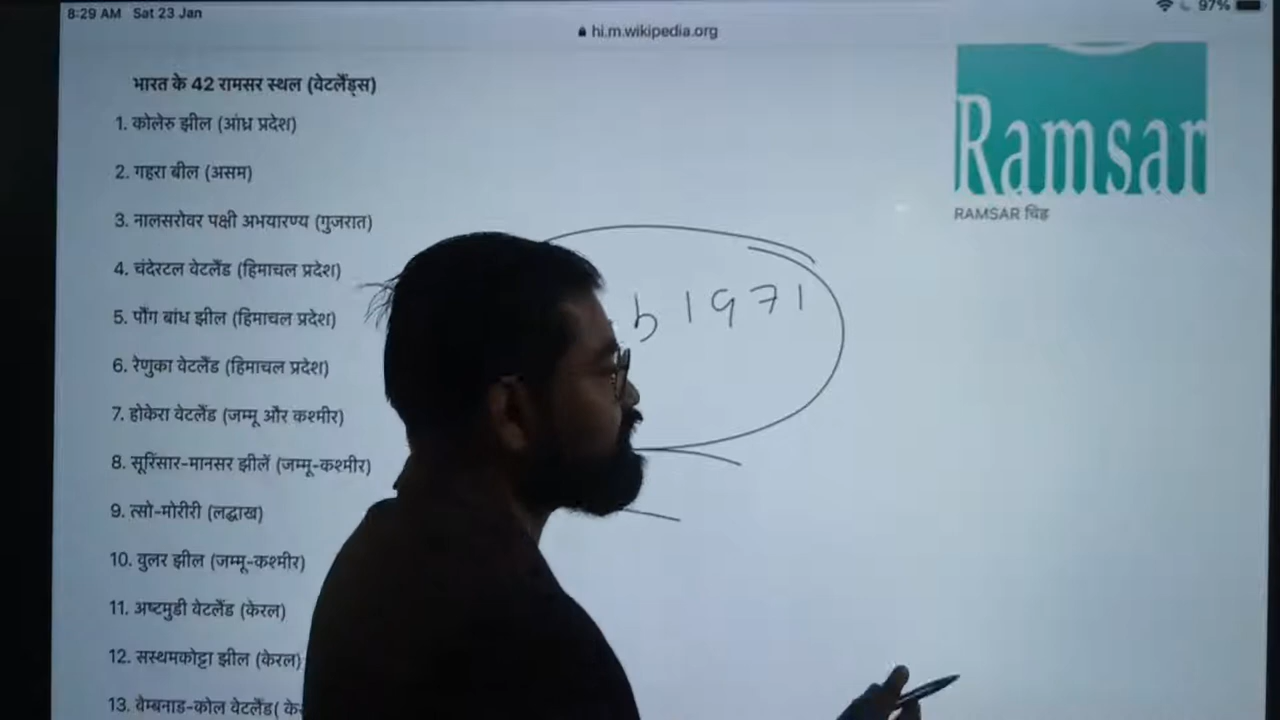 8:29 AM Sat 23 Jan
97%
hi.m.wikipedia.org
भारत के 42 रामसर स्थल (वेटलैंड्स)
1. कोलेरु झील (आंध्र प्रदेश)
2. गहरा बील (असम)
3. नालसरोवर पक्षी अभयारण्य (गुजरात)
4. चंदेरटल वेटलैंड (हिमाचल प्रदेश)
5. पौंग बांध झील (हिमाचल प्रदेश)
6. रेणुका वेटलैंड (हिमाचल प्रदेश)
7. होकेरा वेटलैंड (जम्मू और कश्मीर)
8. सूरिंसार-मानसर झीलें (जम्मू-कश्मीर)
9. त्सो-मोरीरी (लद्धाख)
10. वुलर झील (जम्मू-कश्मीर)
11. अष्टमुडी वेटलैंड (केरल)
12. सस्थमकोट्टा झील (केरल)
13. वेम्बनाड-कोल वेटलैंड( के
Ramsar
RAMSAR चिह्न
b 1971